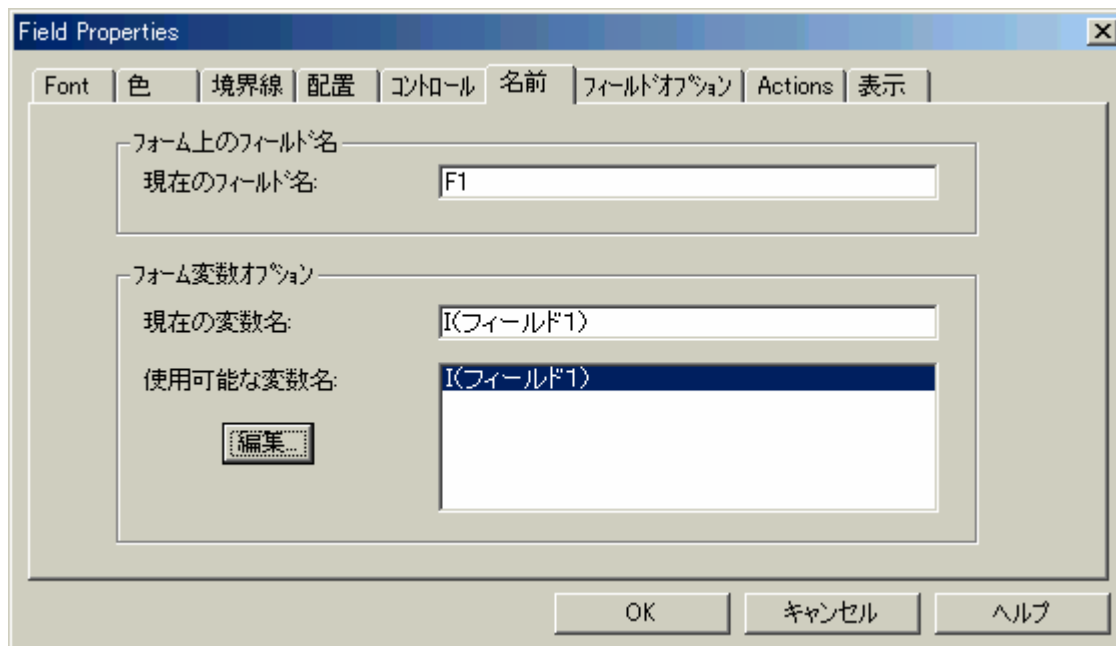 Field Properties
Font 色 境界線 配置 ｺﾝﾄﾛｰﾙ 名前 ﾌｨｰﾙﾄﾞｵﾌﾟｼｮﾝ Actions 表示
ﾌｫｰﾑ上のﾌｨｰﾙﾄﾞ名
現在のﾌｨｰﾙﾄﾞ名: F1
ﾌｫｰﾑ変数ｵﾌﾟｼｮﾝ
現在の変数名: I(フィールド1)
使用可能な変数名: I(フィールド1)
編集...
OK キャンセル ヘルプ